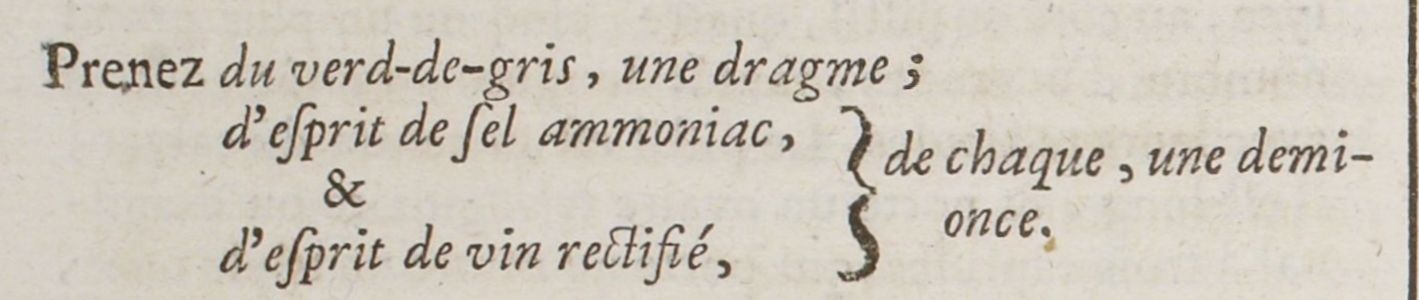 Prenez du verd-de-gris, une dragme ;
d'eſprit de ſel ammoniac,
&
d'eſprit de vin rectifié,
de chaque, une demi-
once.